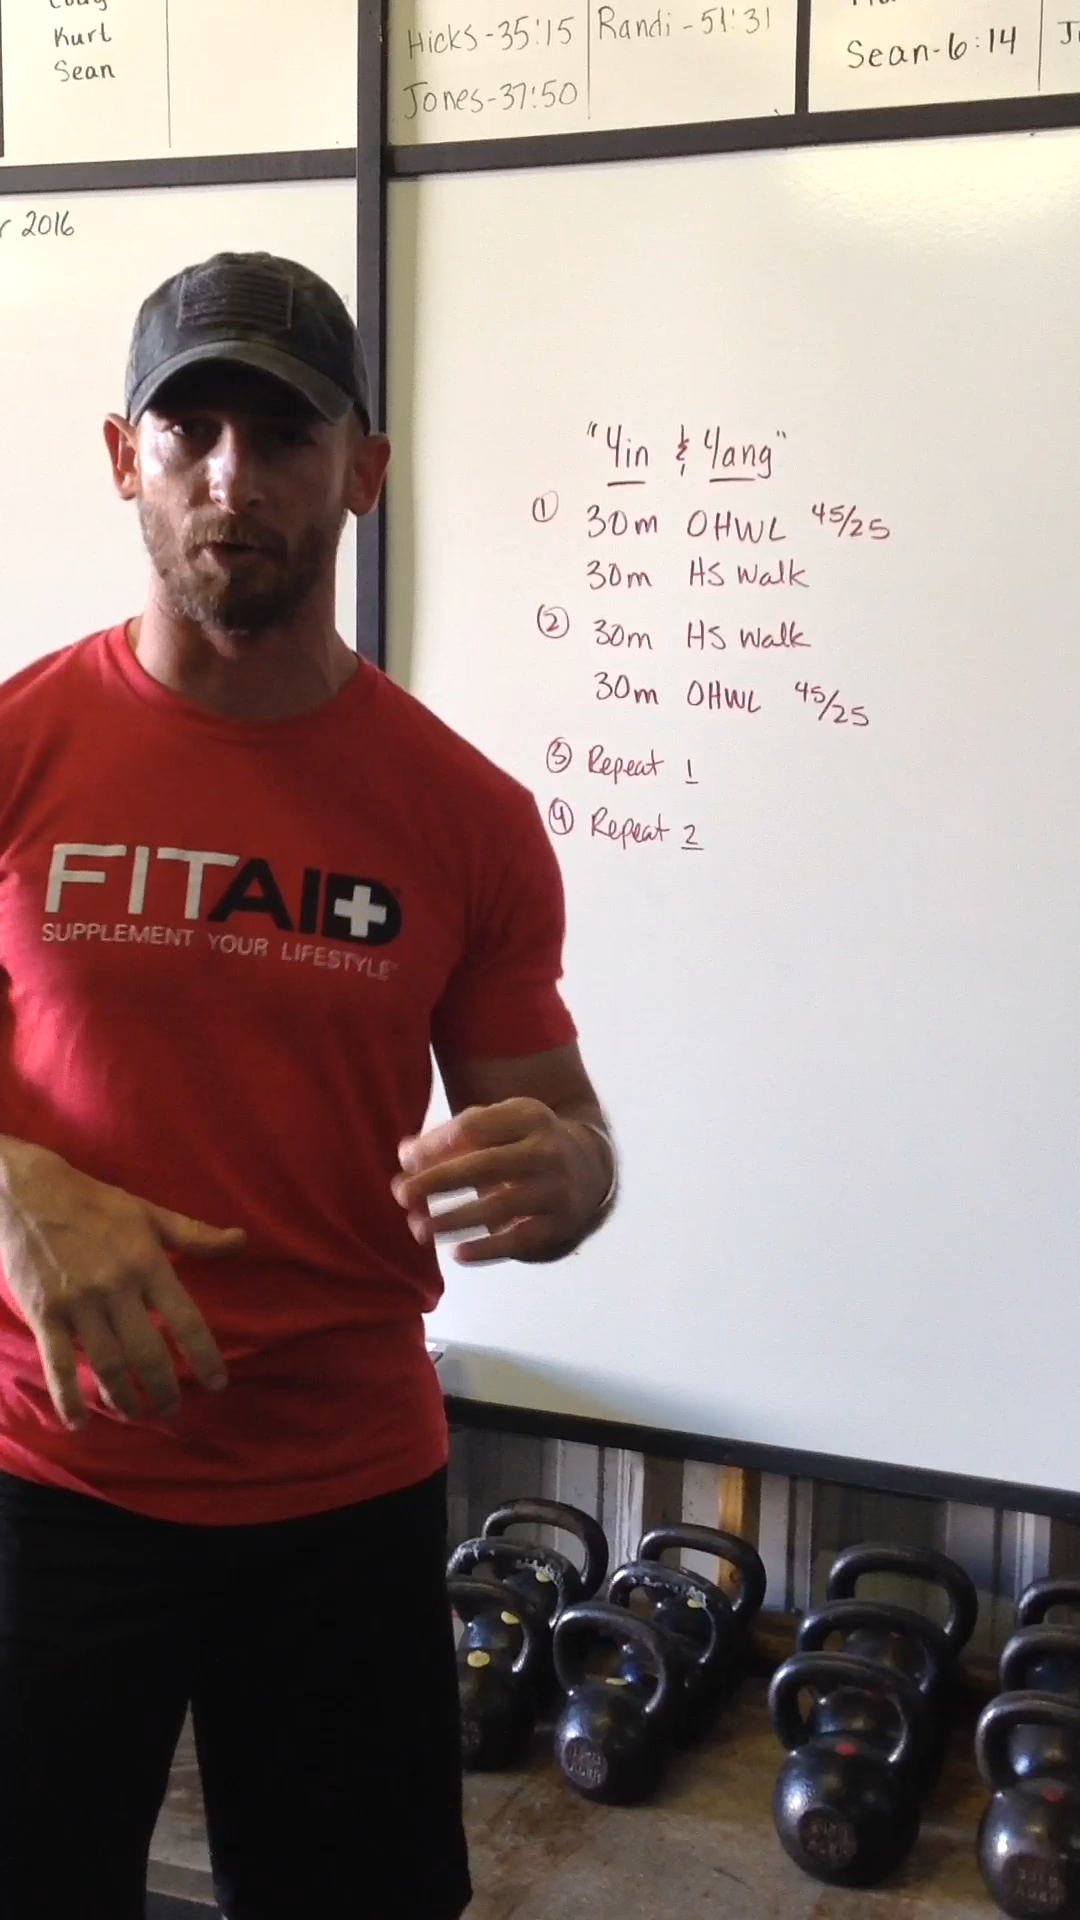 Kurt
Sean
Hicks-35:15
Jones-37:50
Randi-51:31
Sean-6:14
2016
"Yin & Yang"
① 30m OHWL 45/25
30m HS Walk
② 30m HS Walk
30m OHWL 45/25
③ Repeat 1
④ Repeat 2
FITAID
SUPPLEMENT YOUR LIFESTYLE